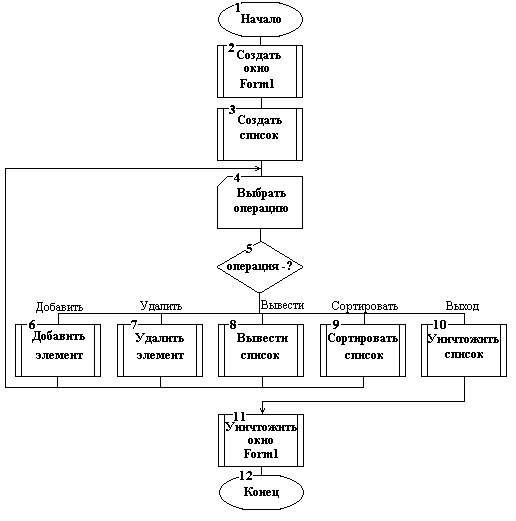 1
Начало
2
Создать
окно
Form1
3
Создать
список
4
Выбрать
операцию
5
операция -?
Добавить
Удалить
Вывести
Сортировать
Выход
6
Добавить
элемент
7
Удалить
элемент
8
Вывести
список
9
Сортировать
список
10
Уничтожить
список
11
Уничтожить
окно
Form1
12
Конец